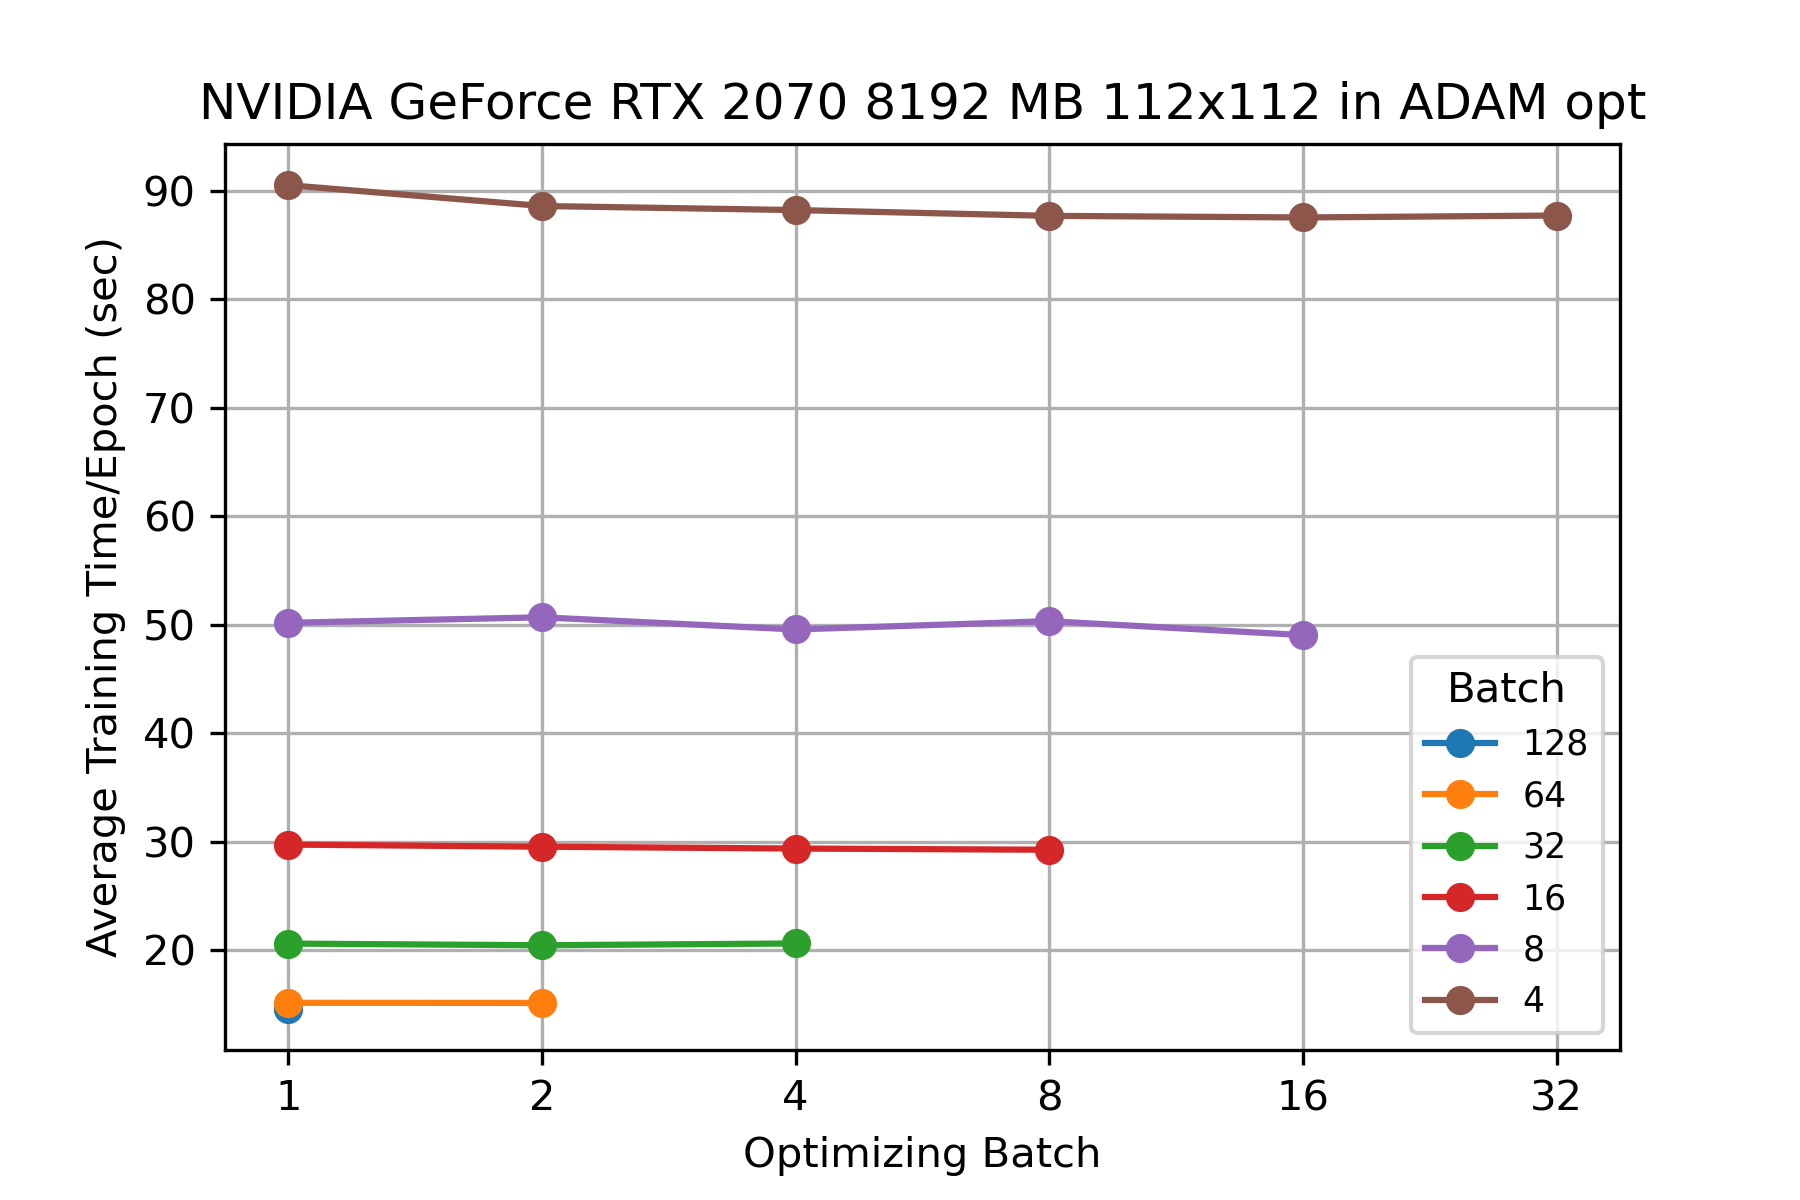 NVIDIA GeForce RTX 2070 8192 MB 112x112 in ADAM opt
Average Training Time/Epoch (sec)
90
80
70
60
50
40
30
20
Batch
128
64
32
16
8
4
1 2 4 8 16 32
Optimizing Batch